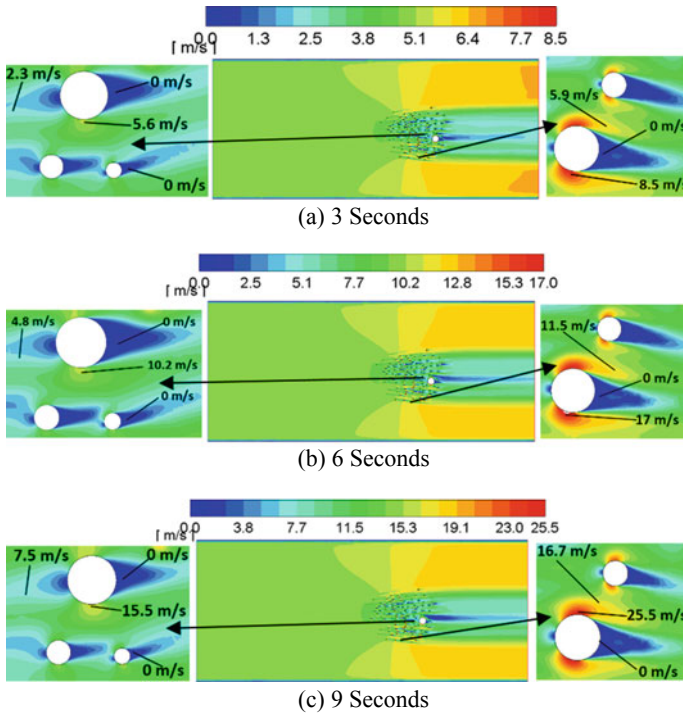 0.0 1.3 2.5 3.8 5.1 6.4 7.7 8.5
[ m/s]
2.3 m/s
0 m/s
5.6 m/s
0 m/s
5.9 m/s
0 m/s
8.5 m/s
(a) 3 Seconds
0.0 2.5 5.1 7.7 10.2 12.8 15.3 17.0
[ m/s]
4.8 m/s
0 m/s
10.2 m/s
0 m/s
11.5 m/s
0 m/s
17 m/s
(b) 6 Seconds
0.0 3.8 7.7 11.5 15.3 19.1 23.0 25.5
[ m/s]
7.5 m/s
0 m/s
15.5 m/s
0 m/s
16.7 m/s
25.5 m/s
0 m/s
(c) 9 Seconds